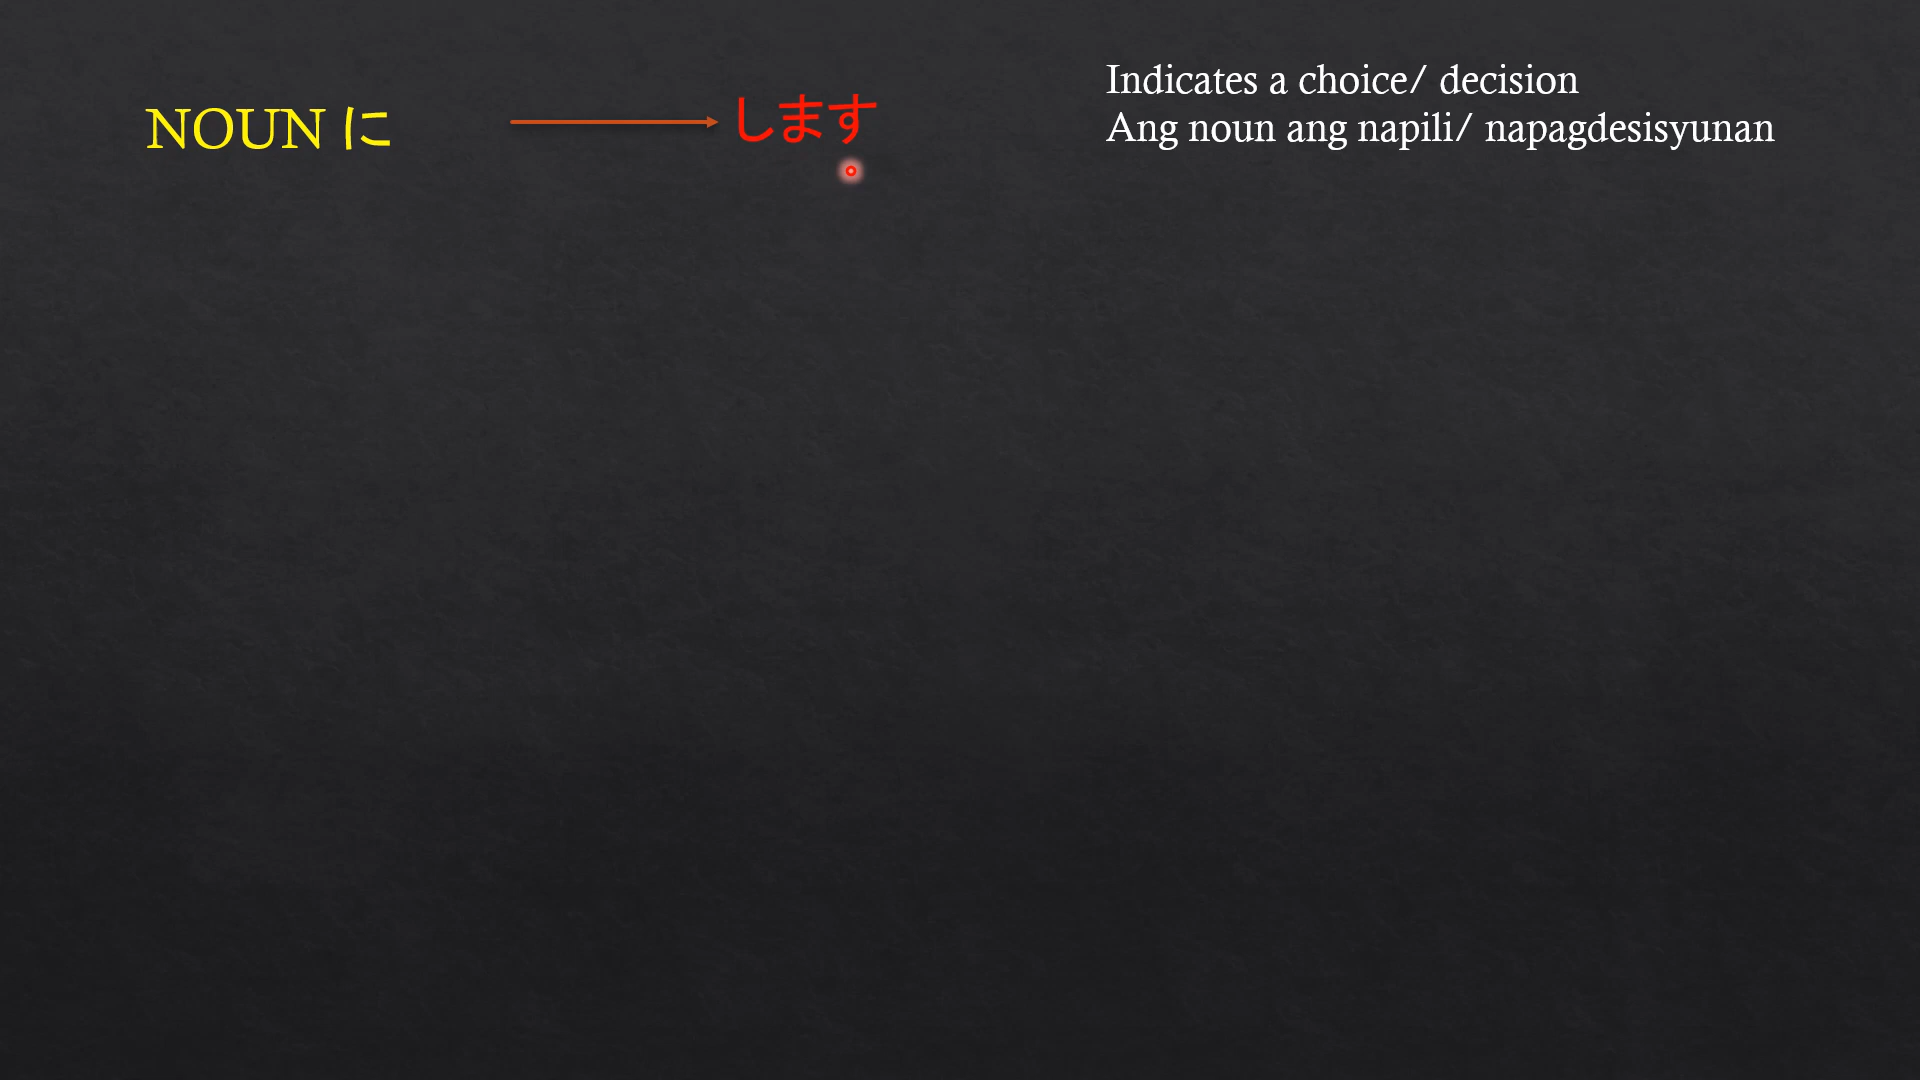 NOUN に
します
Indicates a choice/ decision
Ang noun ang napili/ napagdesisyunan